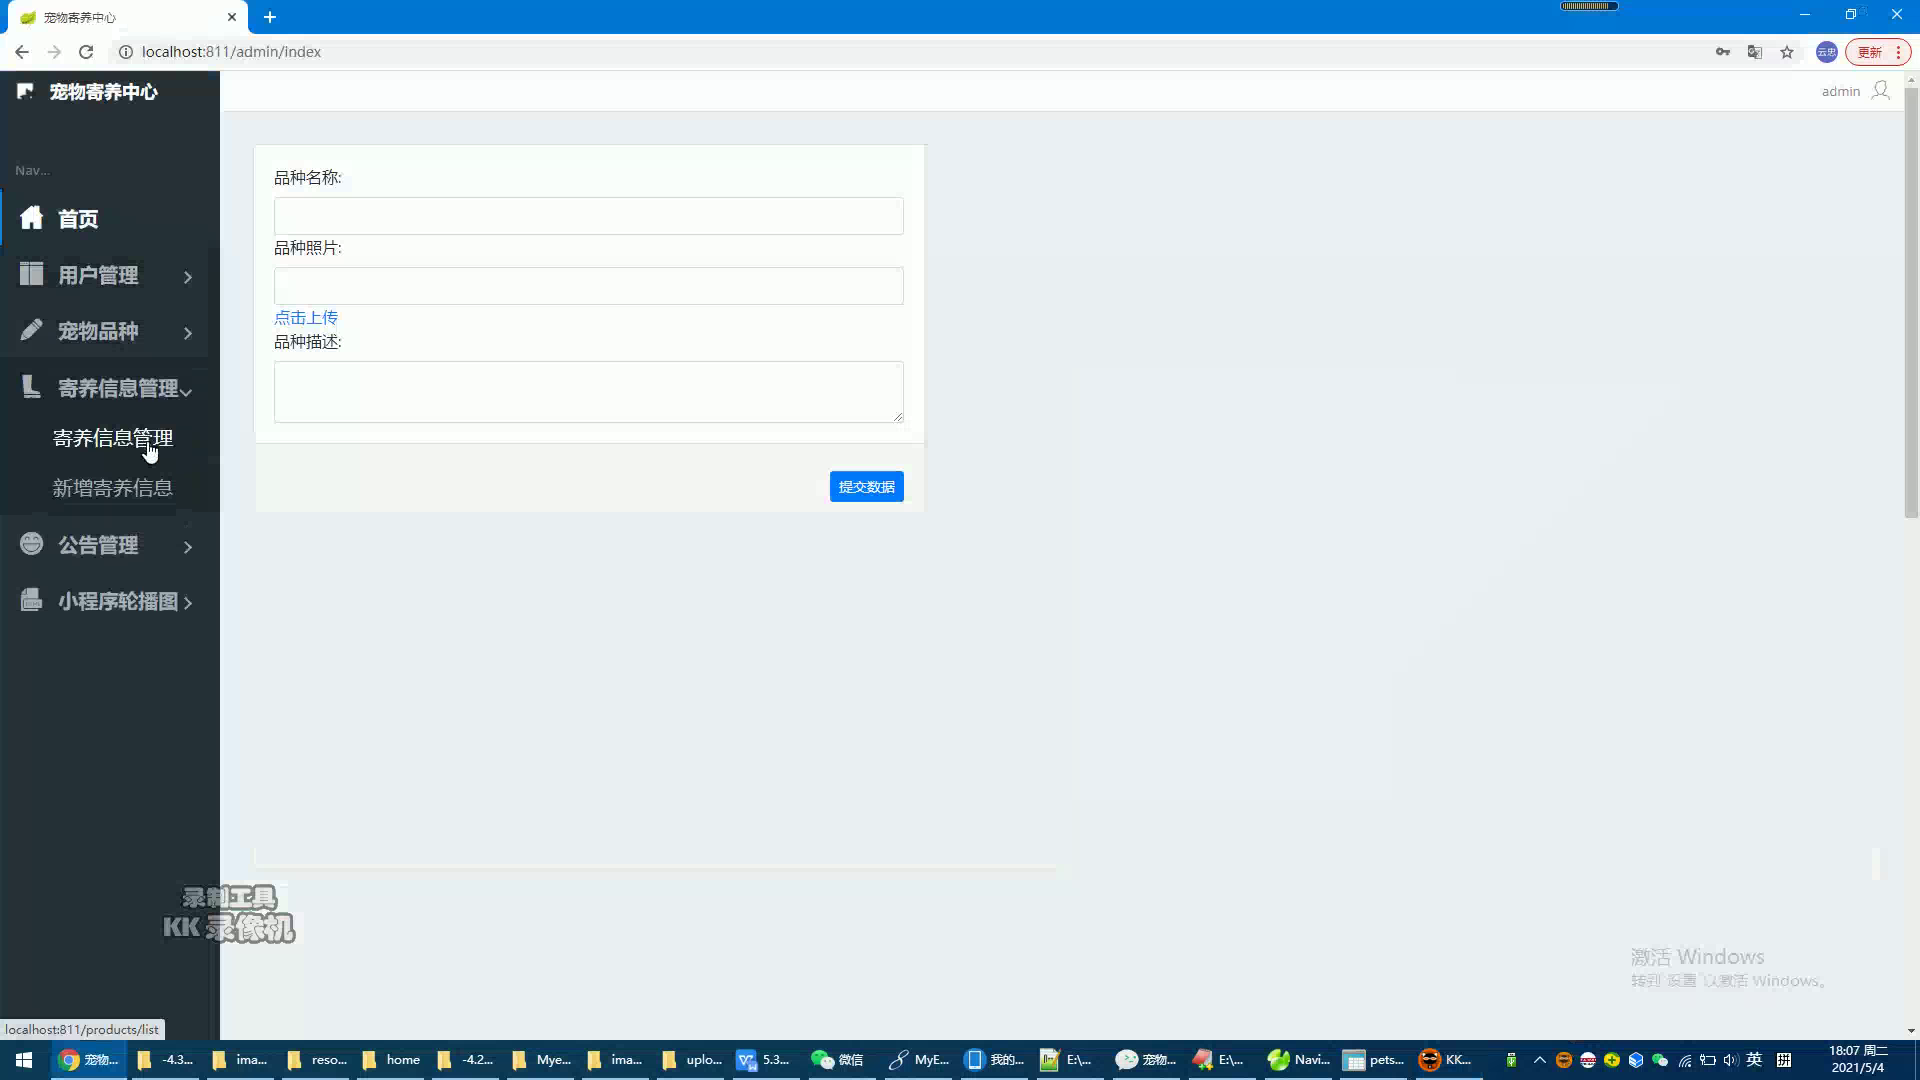 宠物寄养中心
localhost:811/admin/index
更新
宠物寄养中心
admin
Nav...
首页
用户管理
宠物品种
寄养信息管理
寄养信息管理
新增寄养信息
公告管理
小程序轮播图
品种名称:
品种照片:
点击上传
品种描述:
提交数据
录制工具
KK 录像机
激活 Windows
转到"设置"以激活 Windows。
localhost:811/products/list
宠物...
-4.3...
ima...
reso...
home
-4.2...
Mye...
ima...
uplo...
5.3...
微信
MyE...
我的...
E:\...
宠物...
E:\...
Navi...
pets...
KK...
英
拼
18:07 周二
2021/5/4